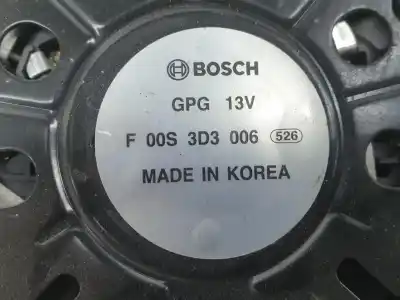 BOSCH
GPG 13V
F 00S 3D3 006 526
MADE IN KOREA